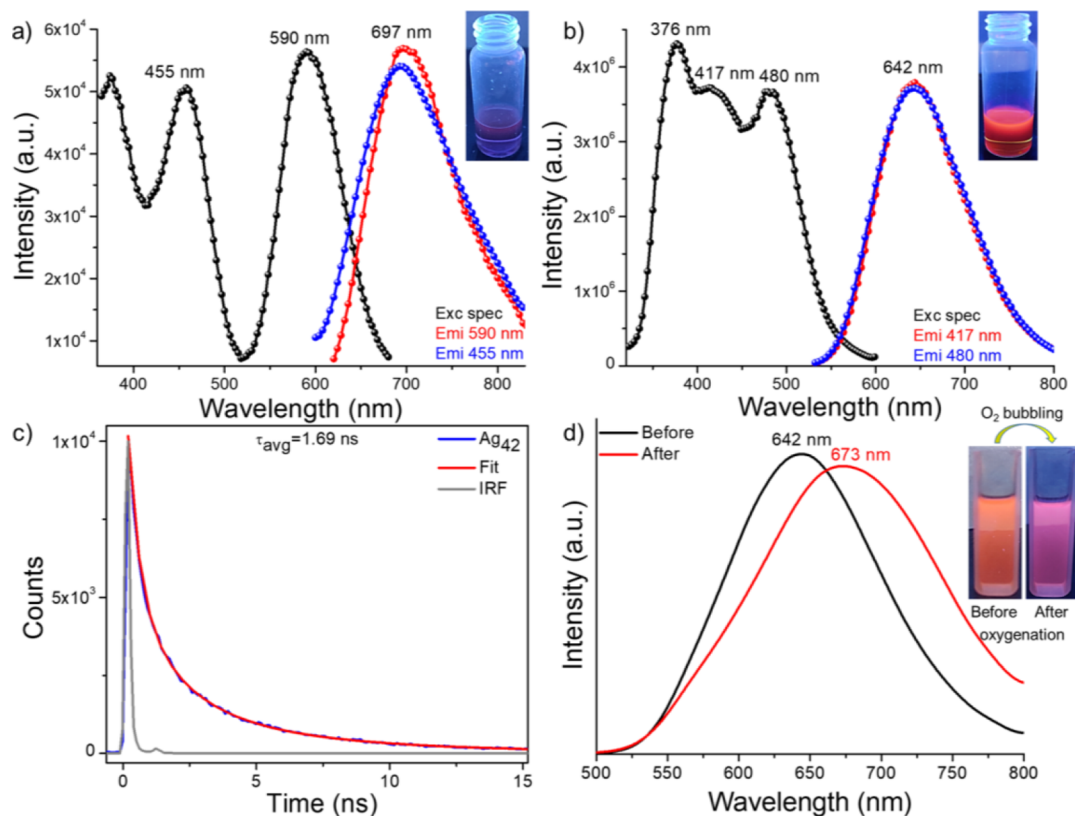 a)
455 nm
590 nm
697 nm
6x10⁴
5x10⁴
4x10⁴
3x10⁴
2x10⁴
1x10⁴
Intensity (a.u.)
Exc spec
Emi 590 nm
Emi 455 nm
400 500 600 700 800
Wavelength (nm)
b)
376 nm
417 nm
480 nm
642 nm
4x10⁶
3x10⁶
2x10⁶
1x10⁶
0
Intensity (a.u.)
Exc spec
Emi 417 nm
Emi 480 nm
400 500 600 700 800
Wavelength (nm)
c)
τavg=1.69 ns
Ag42
Fit
IRF
1x10⁴
5x10³
0
Counts
0 5 10 15
Time (ns)
d)
Before
After
642 nm
673 nm
O₂ bubbling
Before After
oxygenation
Intensity (a.u.)
500 550 600 650 700 750 800
Wavelength (nm)